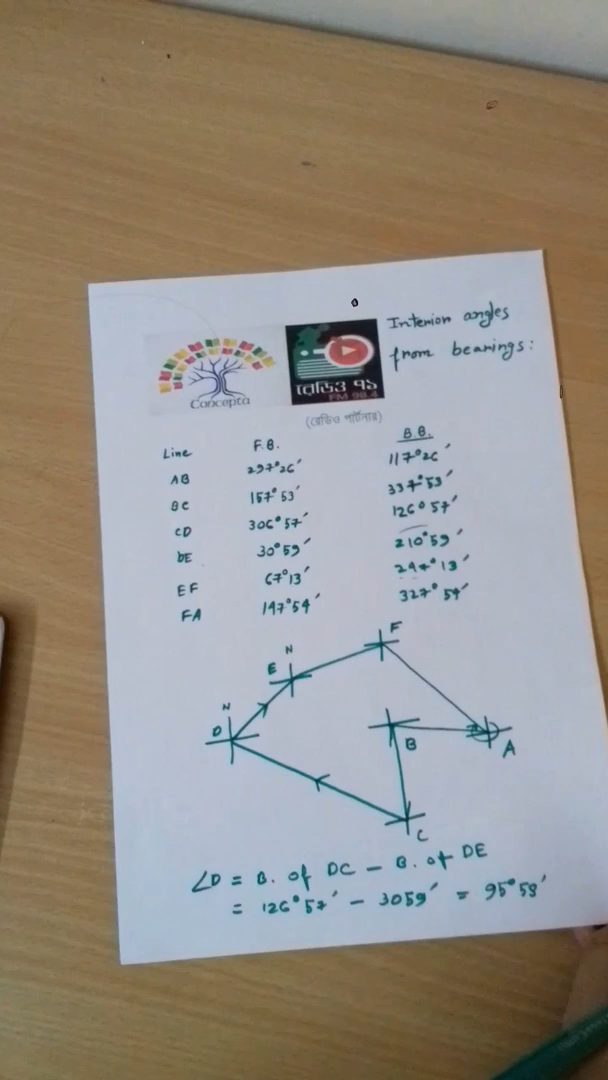 Interior angles
from bearings:
Concepta
রেডিও ৭১
FM 98.4
(রেডিও পার্টনার)
Line F.B. B.B.
AB 297°26′ 117°26′
BC 157°53′ 337°53′
CD 306°57′ 126°57′
DE 30°59′ 210°59′
EF 67°13′ 247°13′
FA 147°54′ 327°54′
F
N
E
N
D
B
A
C
∠D = B. of DC − B. of DE
= 126°57′ − 3059′ = 95°58′